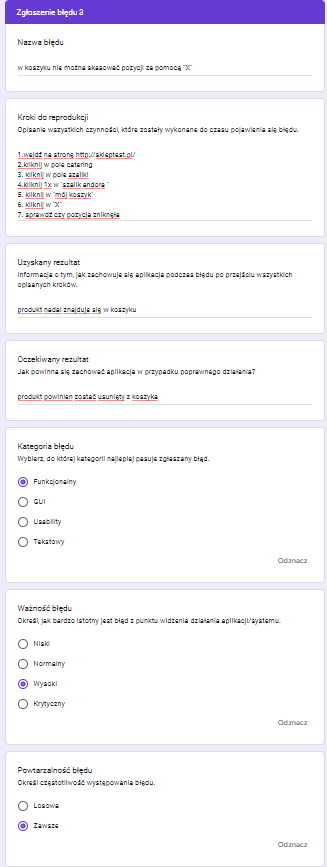 Zgłoszenie błędu 3
Nazwa błędu
w koszyku nie można skasować pozycji za pomocą "X"
Kroki do reprodukcji
Opisanie wszystkich czynności, które zostały wykonane do czasu pojawienia się błędu.
1.wejdź na stronę http://skleptest.pl/
2.kliknij w pole catering
3. kliknij w pole szaliki
4.kliknij 1x w "szalik andora "
5. kliknij w "mój koszyk"
6. kliknij w "X"
7. sprawdź czy pozycja zniknęła
Uzyskany rezultat
Informacja o tym, jak zachowuje się aplikacja podczas błędu po przejściu wszystkich
opisanych kroków.
produkt nadal znajduje się w koszyku
Oczekiwany rezultat
Jak powinna się zachować aplikacja w przypadku poprawnego działania?
produkt powinien zostać usunięty z koszyka
Kategoria błędu
Wybierz, do której kategorii najlepiej pasuje zgłaszany błąd.
Funkcjonalny
GUI
Usability
Tekstowy
Odznacz
Ważność błędu
Określ, jak bardzo istotny jest błąd z punktu widzenia działania aplikacji/systemu.
Niski
Normalny
Wysoki
Krytyczny
Odznacz
Powtarzalność błędu
Określ częstotliwość występowania błędu.
Losowa
Zawsze
Odznacz